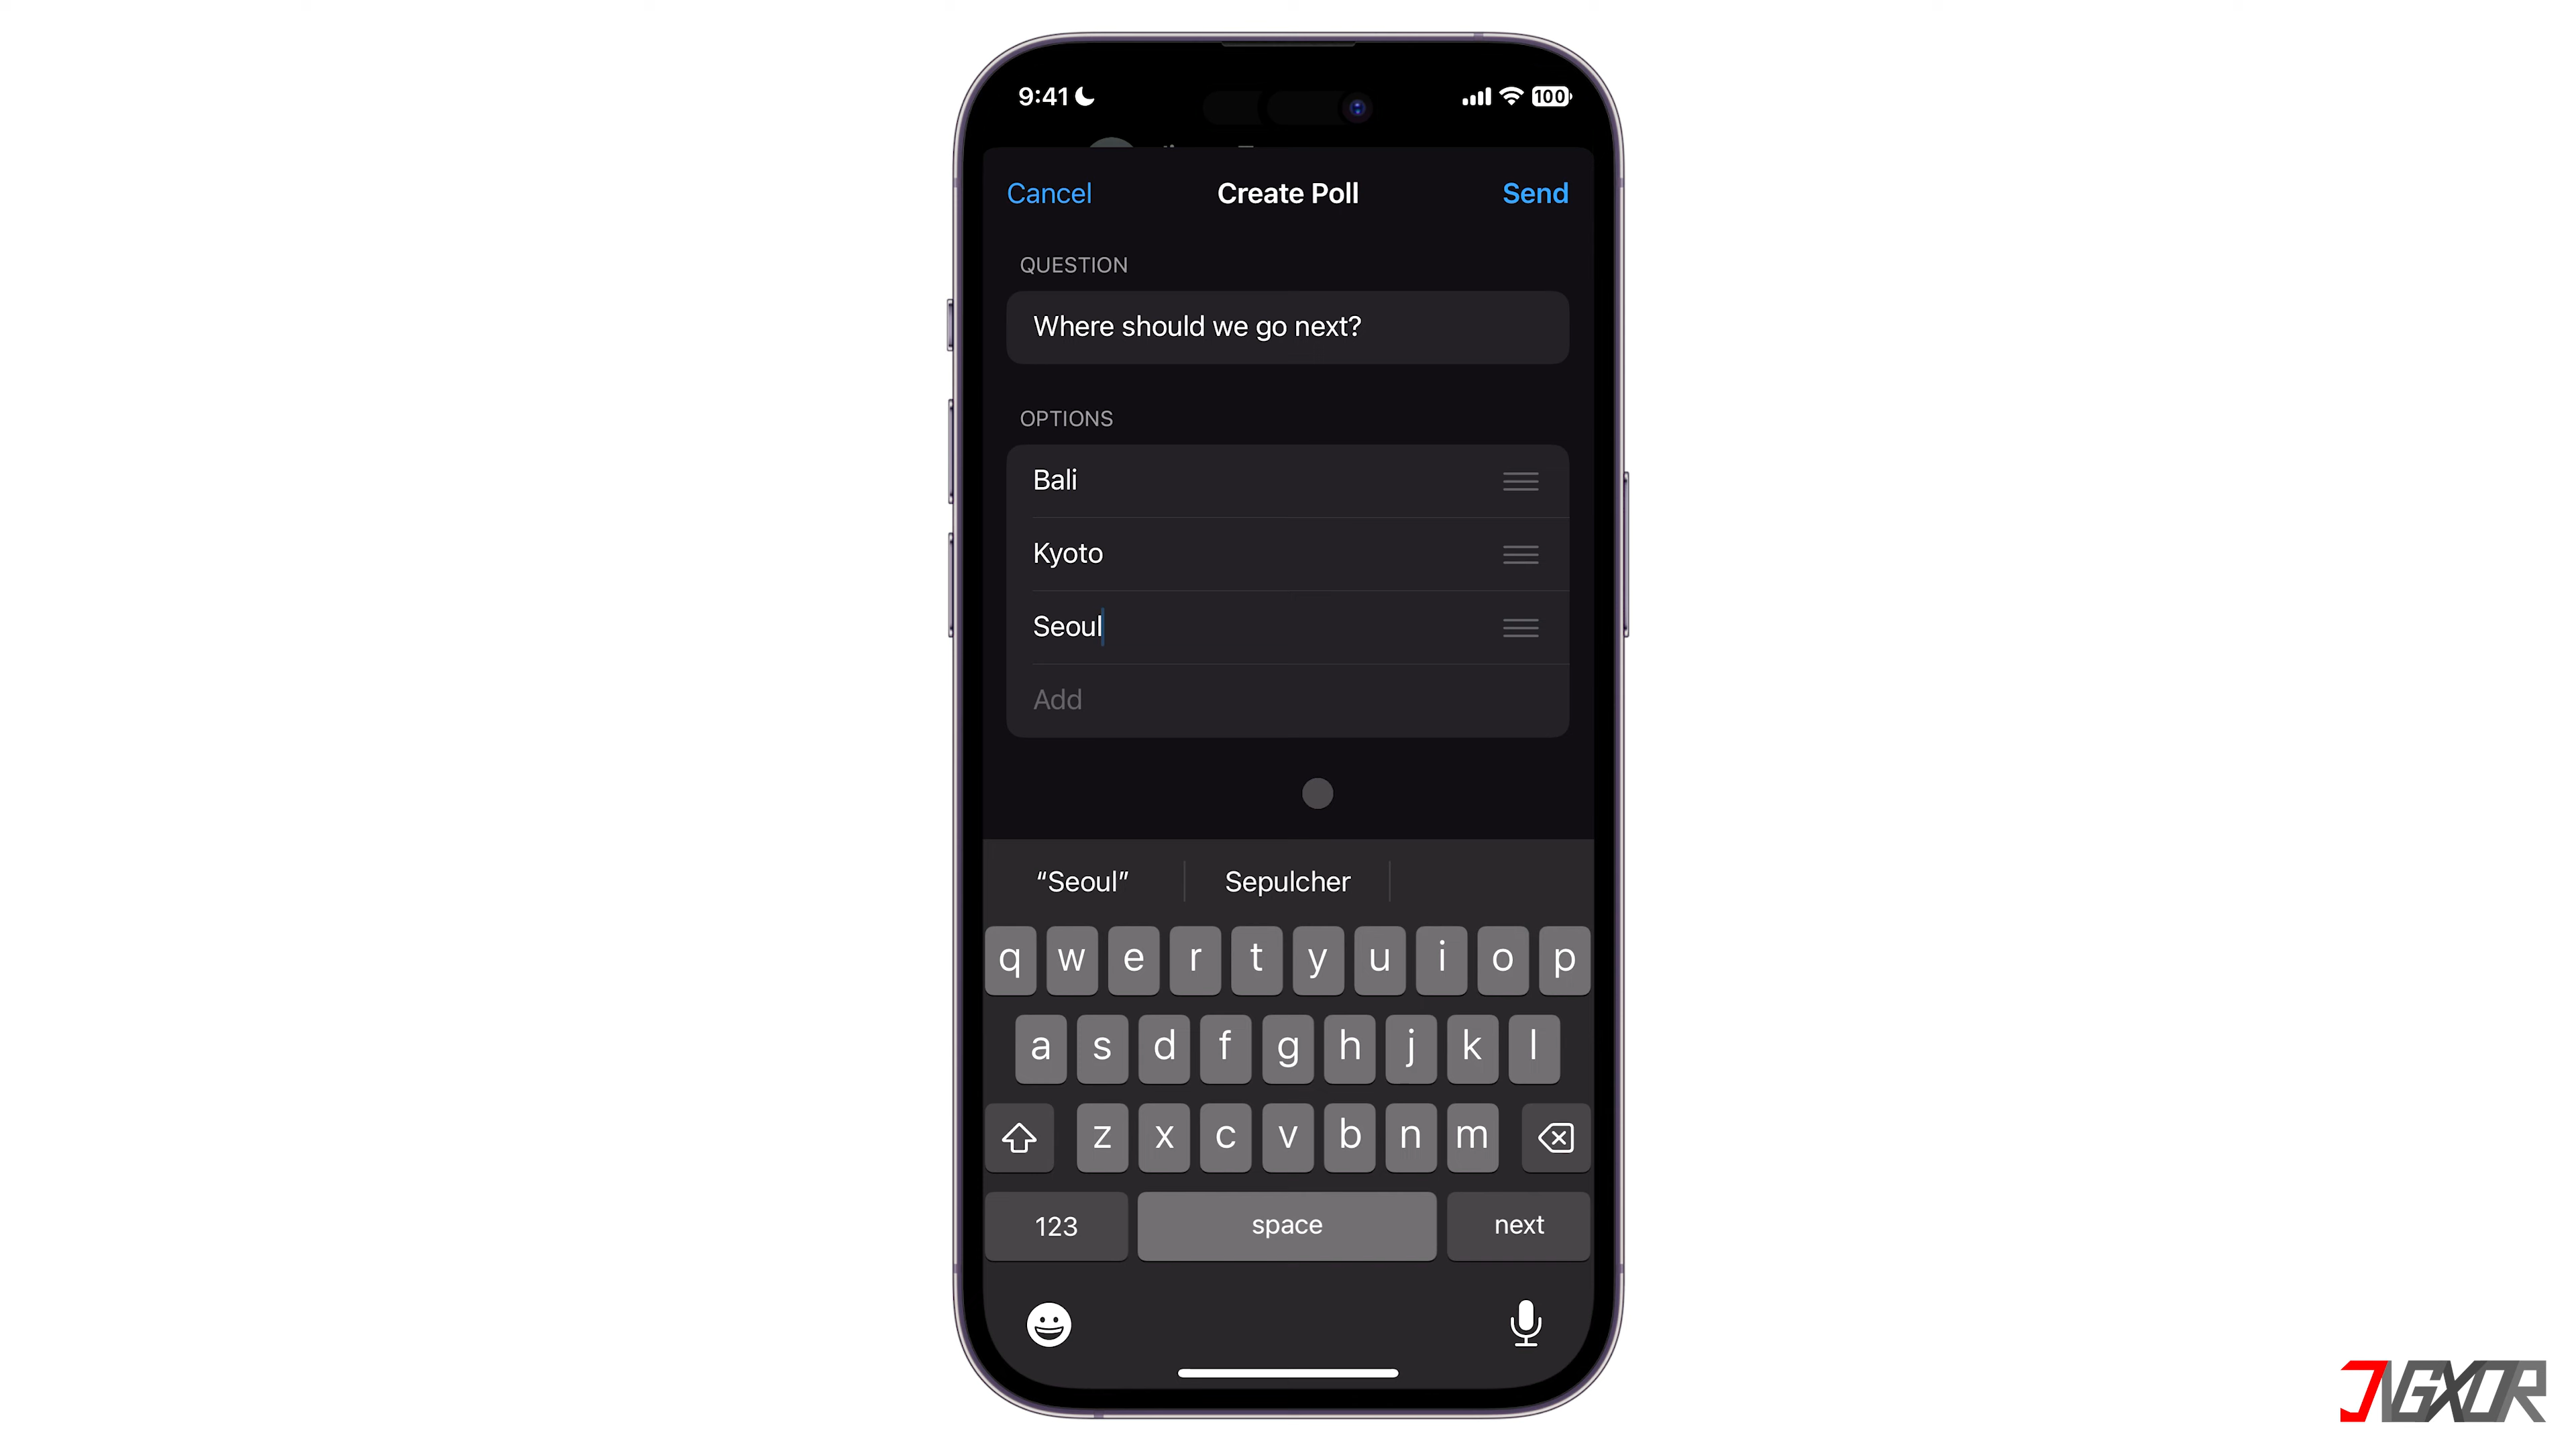 9:41
100
Cancel
Create Poll
Send
QUESTION
Where should we go next?
OPTIONS
Bali
Kyoto
Seoul
Add
“Seoul”
Sepulcher
q w e r t y u i o p
a s d f g h j k l
z x c v b n m
123
space
next
JNGXOR